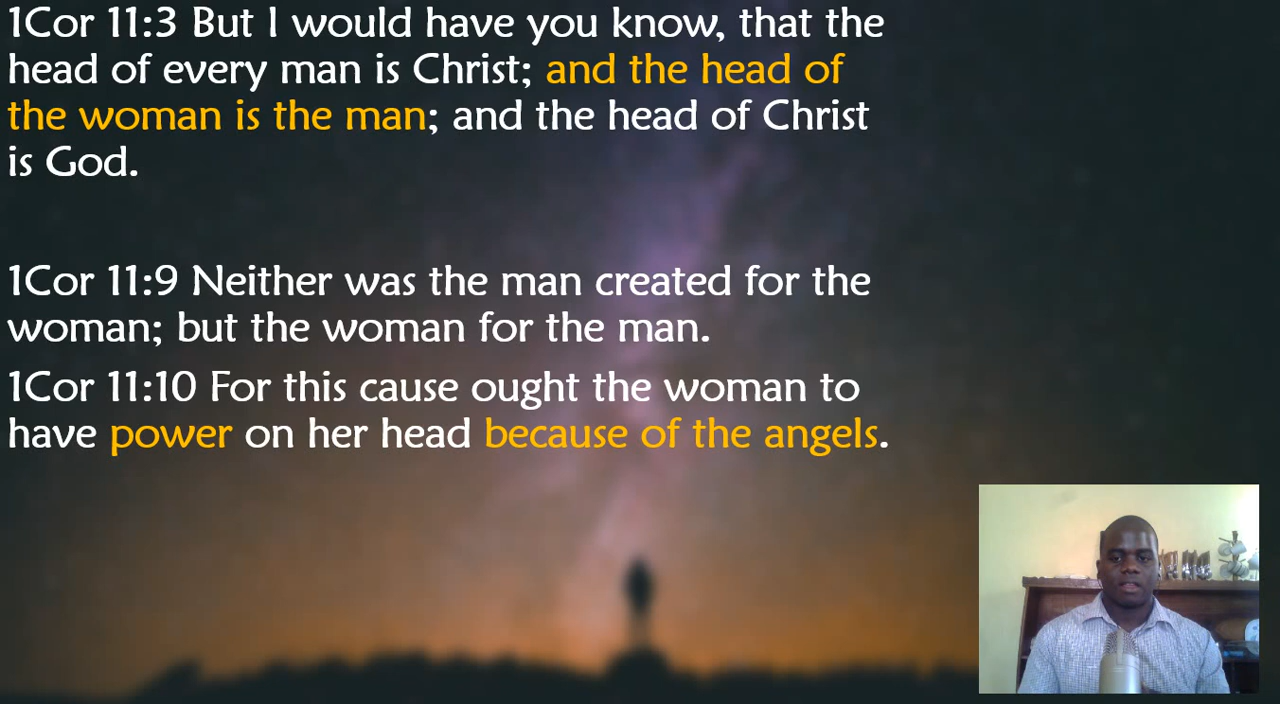 1Cor 11:3 But I would have you know, that the
head of every man is Christ; and the head of
the woman is the man; and the head of Christ
is God.
1Cor 11:9 Neither was the man created for the
woman; but the woman for the man.
1Cor 11:10 For this cause ought the woman to
have power on her head because of the angels.